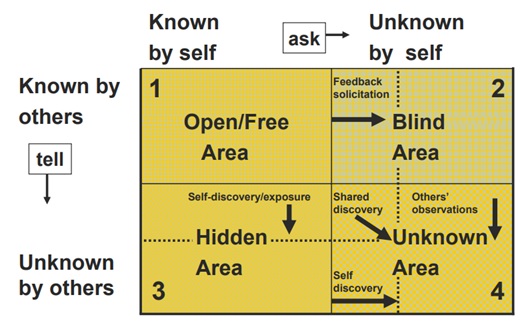 Known
by self
ask
Unknown
by self
Known by
others
tell
Unknown
by others
1
Open/Free
Area
Feedback
solicitation
2
Blind
Area
Self-discovery/exposure
Hidden
Area
3
Shared
discovery
Others'
observations
Unknown
Area
Self
discovery
4